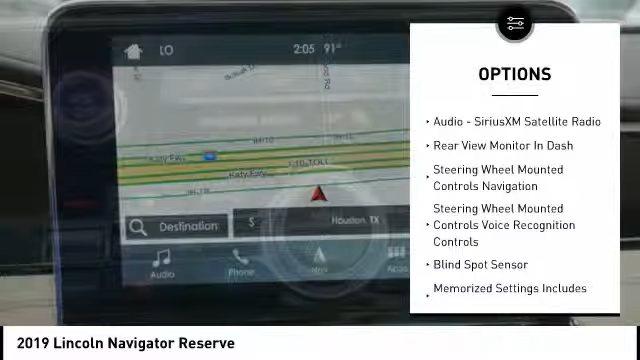 LO
2:05 91°
OPTIONS
Audio - SiriusXM Satellite Radio
Rear View Monitor In Dash
Steering Wheel Mounted
Controls Navigation
Steering Wheel Mounted
Controls Voice Recognition
Controls
Blind Spot Sensor
Memorized Settings Includes
Katy Fwy
I-10 TOLL
Katy Fwy
Destination
S
Houston, TX
Audio
Phone
Nav
Apps
2019 Lincoln Navigator Reserve